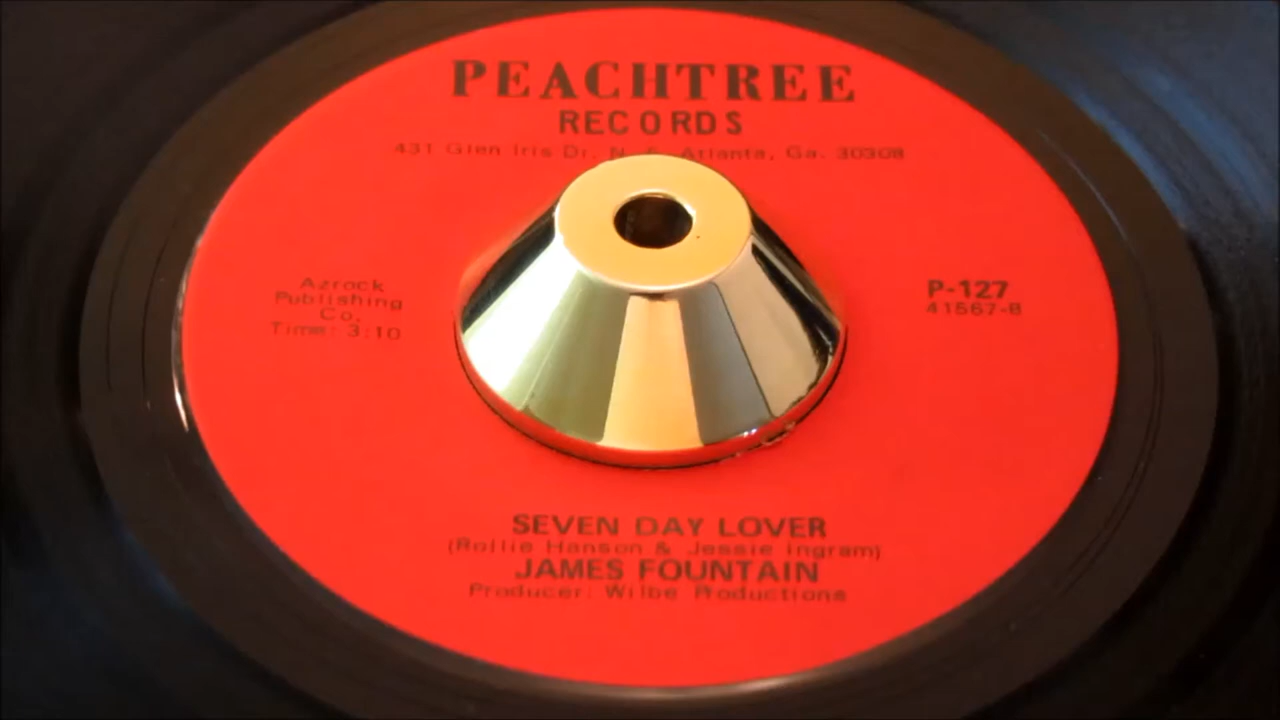 PEACHTREE
RECORDS
431 Glen Iris Dr. N. E. Atlanta, Ga. 30308
Azrock
Publishing
Co.
Time: 3:10
P-127
41567-B
SEVEN DAY LOVER
(Rollie Hanson & Jessie Ingram)
JAMES FOUNTAIN
Producer: Wilbe Productions